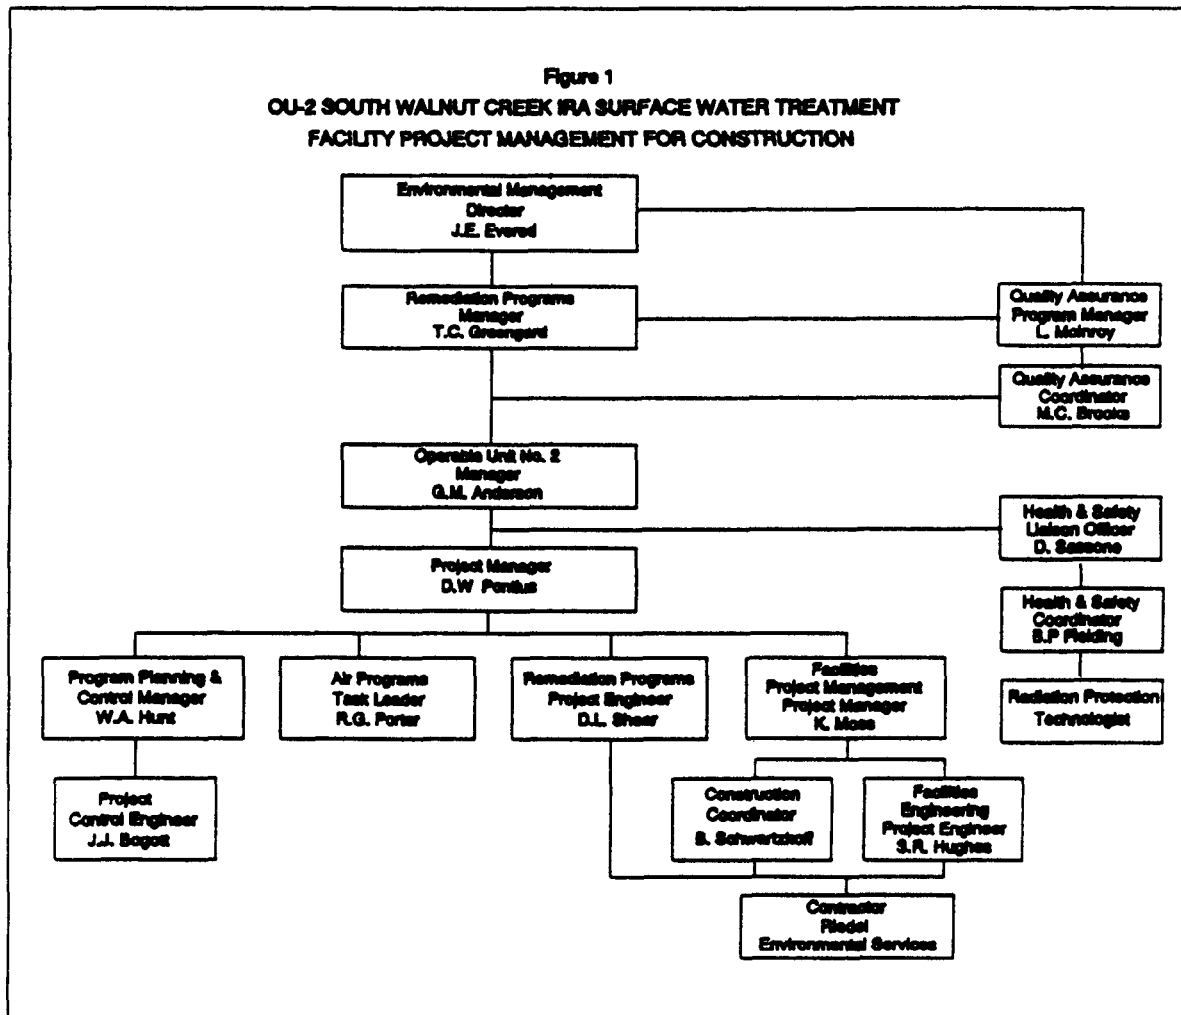 Figure 1
OU-2 SOUTH WALNUT CREEK IRA SURFACE WATER TREATMENT
FACILITY PROJECT MANAGEMENT FOR CONSTRUCTION
Environmental Management
Director
J.E. Evered
Remediation Programs
Manager
T.C. Greengard
Quality Assurance
Program Manager
L. McInroy
Quality Assurance
Coordinator
M.C. Brooks
Operable Unit No. 2
Manager
G.M. Anderson
Health & Safety
Liaison Officer
D. Sassone
Project Manager
D.W Pontius
Health & Safety
Coordinator
B.P Fielding
Program Planning &
Control Manager
W.A. Hunt
Air Programs
Task Leader
R.G. Porter
Remediation Programs
Project Engineer
D.L. Shear
Facilities
Project Management
Project Manager
K. Moss
Radiation Protection
Technologist
Project
Control Engineer
J.J. Bogott
Construction
Coordinator
B. Schwartzkoff
Facilities
Engineering
Project Engineer
S.R. Hughes
Contractor
Riedel
Environmental Services